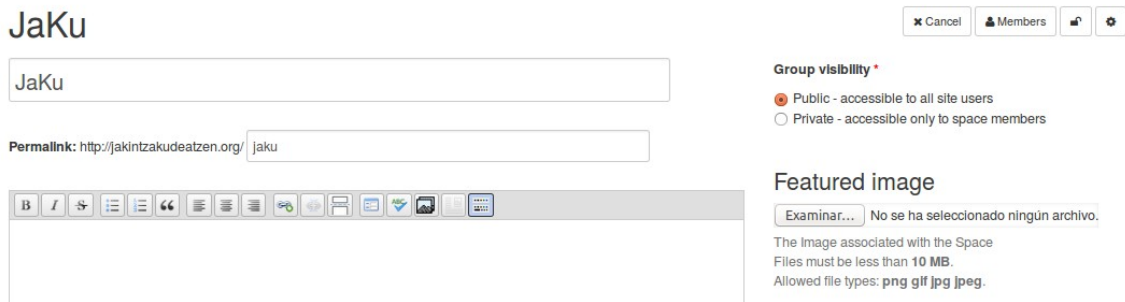 JaKu
Cancel
Members
JaKu
Permalink: http://jakintzakudeatzen.org/ jaku
B I S ABC
Group visibility *
Public - accessible to all site users
Private - accessible only to space members
Featured image
Examinar... No se ha seleccionado ningún archivo.
The Image associated with the Space
Files must be less than 10 MB.
Allowed file types: png gif jpg jpeg.